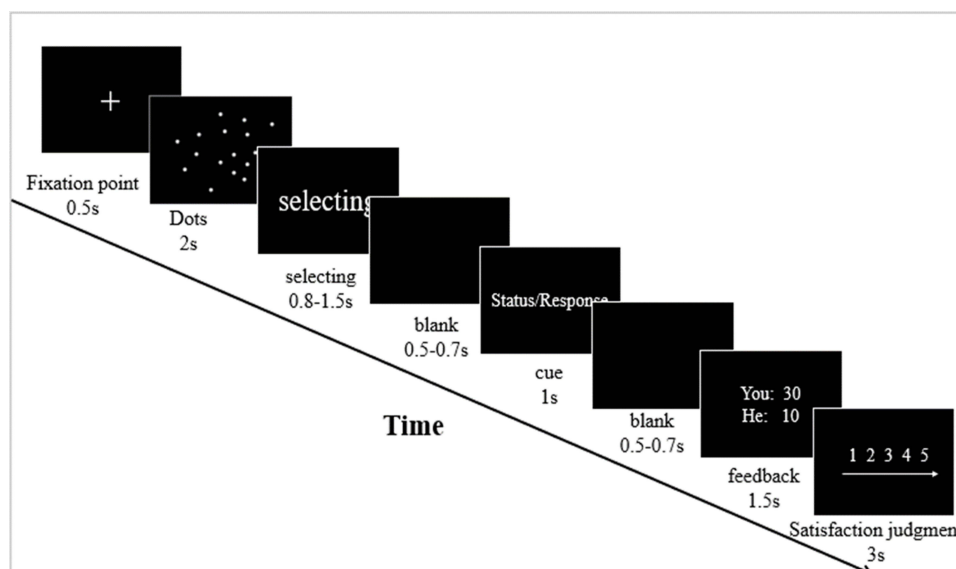 +
Fixation point
0.5s
Dots
2s
selecting
selecting
0.8-1.5s
blank
0.5-0.7s
Status/Response
cue
1s
blank
0.5-0.7s
You: 30
He: 10
feedback
1.5s
1 2 3 4 5
Satisfaction judgment
3s
Time